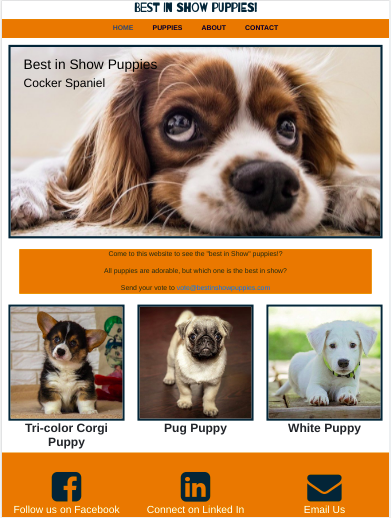 BEST IN SHOW PUPPIES!
HOME PUPPIES ABOUT CONTACT
Best in Show Puppies
Cocker Spaniel
Come to this website to see the "best in Show" puppies!?
All puppies are adorable, but which one is the best in show?
Send your vote to vote@bestinshowpuppies.com
Tri-color Corgi
Puppy
Pug Puppy
White Puppy
Follow us on Facebook
Connect on Linked In
Email Us